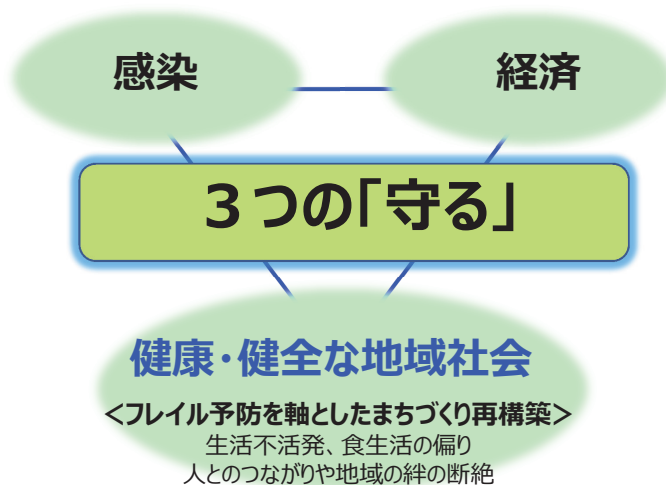 感染
経済
３つの「守る」
健康・健全な地域社会
＜フレイル予防を軸としたまちづくり再構築＞
生活不活発、食生活の偏り
人とのつながりや地域の絆の断絶